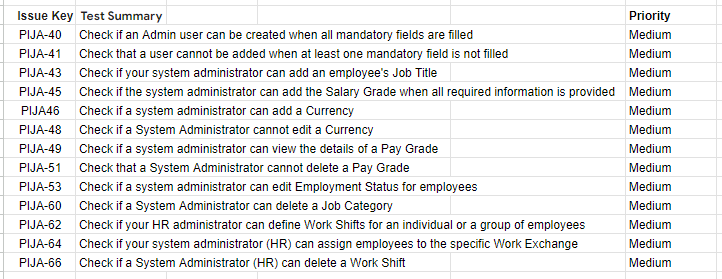 Issue Key Test Summary Priority
PIJA-40 Check if an Admin user can be created when all mandatory fields are filled Medium
PIJA-41 Check that a user cannot be added when at least one mandatory field is not filled Medium
PIJA-43 Check if your system administrator can add an employee's Job Title Medium
PIJA-45 Check if the system administrator can add the Salary Grade when all required information is provided Medium
PIJA46 Check if a system administrator can add a Currency Medium
PIJA-48 Check if a System Administrator cannot edit a Currency Medium
PIJA-49 Check if a system administrator can view the details of a Pay Grade Medium
PIJA-51 Check that a System Administrator cannot delete a Pay Grade Medium
PIJA-53 Check if a system administrator can edit Employment Status for employees Medium
PIJA-60 Check if a System Administrator can delete a Job Category Medium
PIJA-62 Check if your HR administrator can define Work Shifts for an individual or a group of employees Medium
PIJA-64 Check if your system administrator (HR) can assign employees to the specific Work Exchange Medium
PIJA-66 Check if a System Administrator (HR) can delete a Work Shift Medium